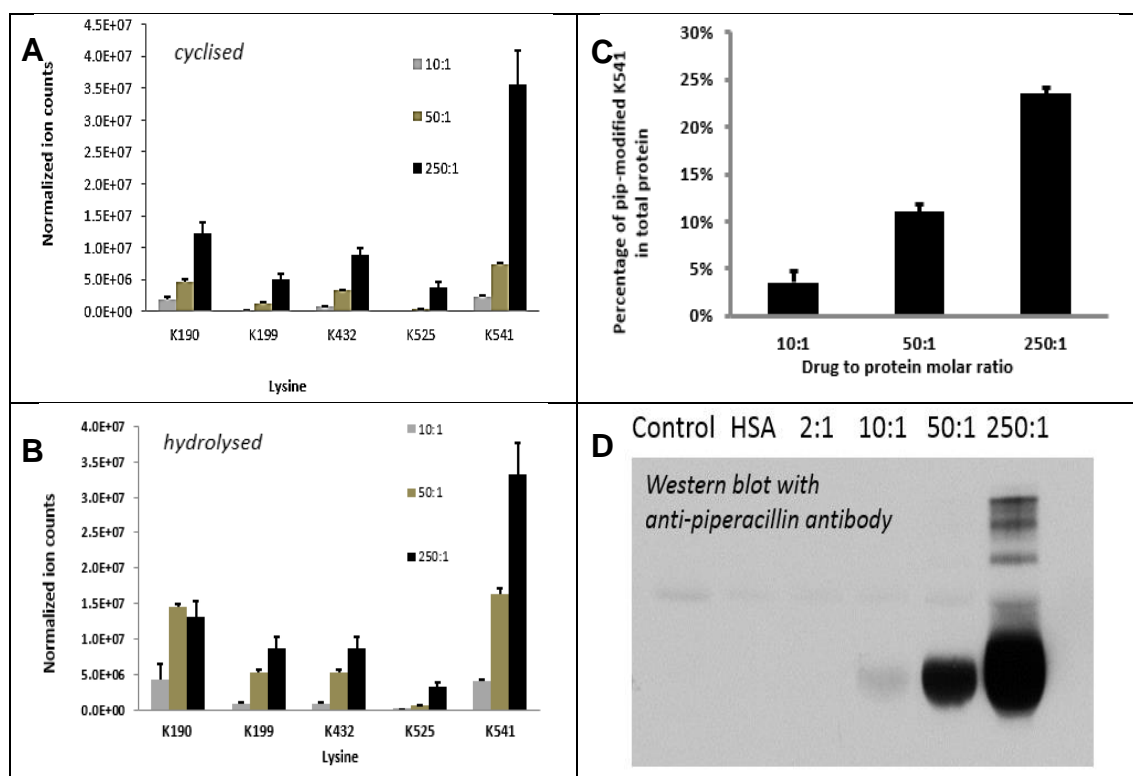 A
cyclised
Normalized ion counts
4.5E+07
4.0E+07
3.5E+07
3.0E+07
2.5E+07
2.0E+07
1.5E+07
1.0E+07
5.0E+06
0.0E+00
10:1
50:1
250:1
K190 K199 K432 K525 K541
Lysine
B
hydrolysed
Normalized ion counts
4.0E+07
3.5E+07
3.0E+07
2.5E+07
2.0E+07
1.5E+07
1.0E+07
5.0E+06
0.0E+00
10:1
50:1
250:1
K190 K199 K432 K525 K541
Lysine
C
Percentage of pip-modified K541
in total protein
30%
25%
20%
15%
10%
5%
0%
10:1 50:1 250:1
Drug to protein molar ratio
D
Control HSA 2:1 10:1 50:1 250:1
Western blot with
anti-piperacillin antibody